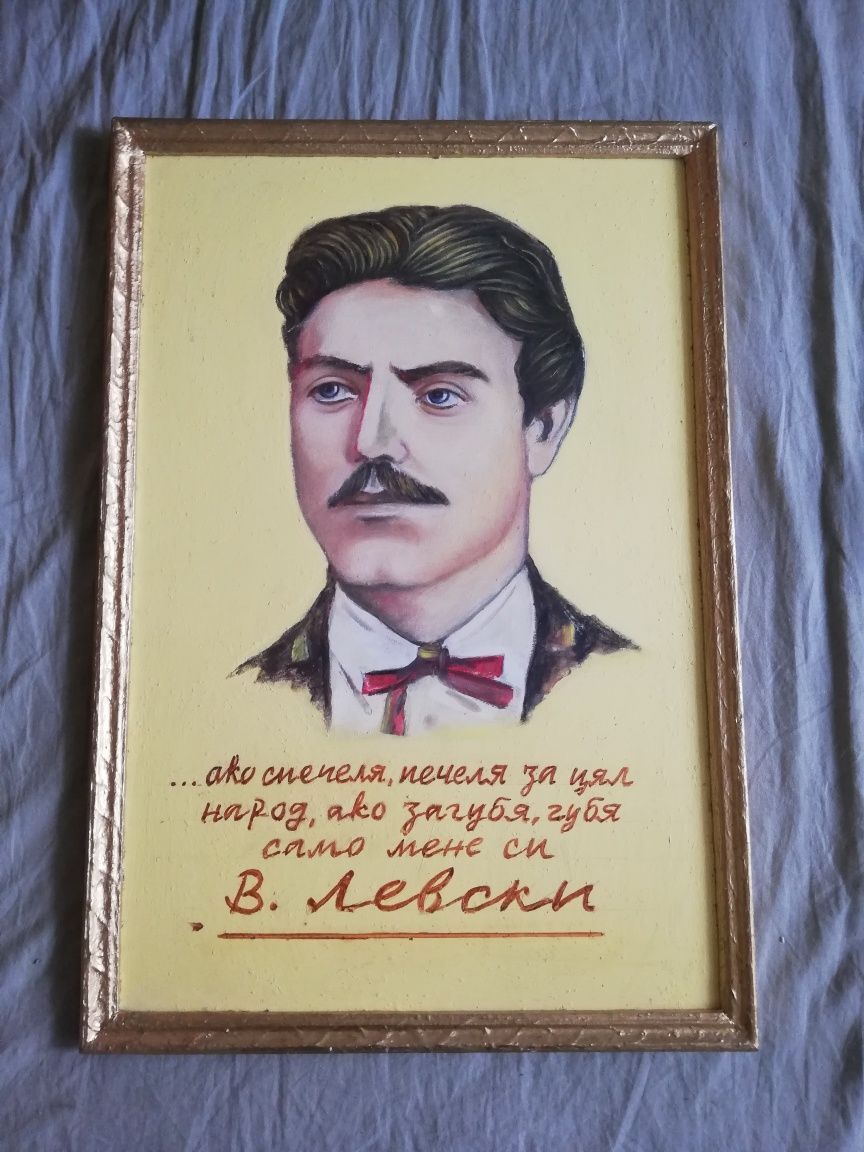 ...ако спечеля, печеля за цял
народ, ако загубя, губя
само мене си
В. Левски